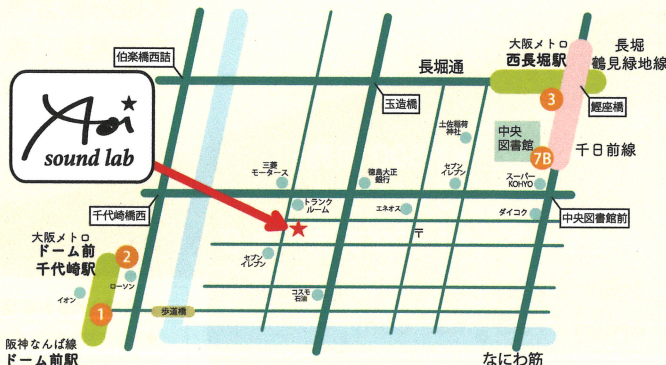 伯楽橋西詰
長堀通
大阪メトロ
西長堀駅
長堀
鶴見緑地線
3
鰹座橋
Aoi
sound lab
玉造橋
土佐稲荷
神社
中央
図書館
7B
千日前線
三菱
モータース
徳島大正
銀行
セブン
イレブン
スーパー
KOHYO
千代崎橋西
トランク
ルーム
エネオス
〒
ダイコク
中央図書館前
大阪メトロ
ドーム前
千代崎駅
2
ローソン
イオン
セブン
イレブン
コスモ
石油
1
歩道橋
阪神なんば線
ドーム前駅
なにわ筋